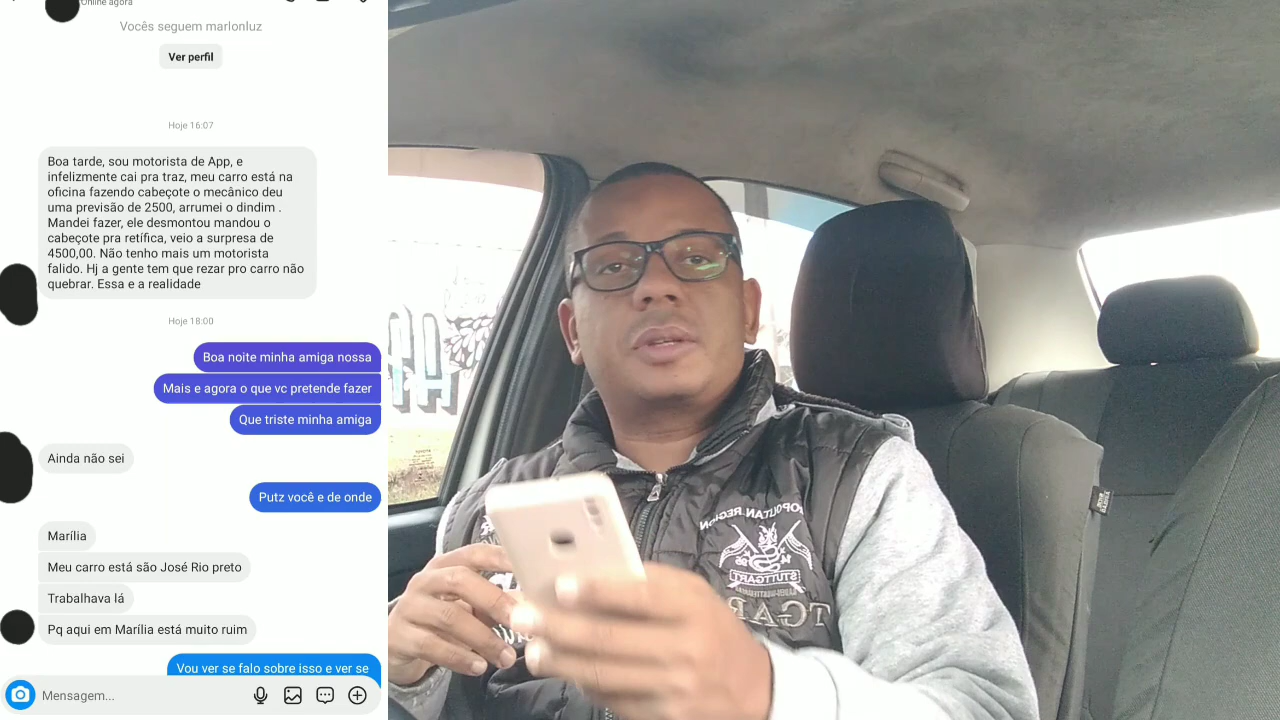 Online agora
Vocês seguem marlonluz
Ver perfil
Hoje 16:07
Boa tarde, sou motorista de App, e
infelizmente cai pra traz, meu carro está na
oficina fazendo cabeçote o mecânico deu
uma previsão de 2500, arrumei o dindim .
Mandei fazer, ele desmontou mandou o
cabeçote pra retífica, veio a surpresa de
4500,00. Não tenho mais um motorista
falido. Hj a gente tem que rezar pro carro não
quebrar. Essa e a realidade
Hoje 18:00
Boa noite minha amiga nossa
Mais e agora o que vc pretende fazer
Que triste minha amiga
Ainda não sei
Putz você e de onde
Marília
Meu carro está são José Rio preto
Trabalhava lá
Pq aqui em Marília está muito ruim
Vou ver se falo sobre isso e ver se
Mensagem...
OPOLITAN REGION
STUTTGART
TGAR